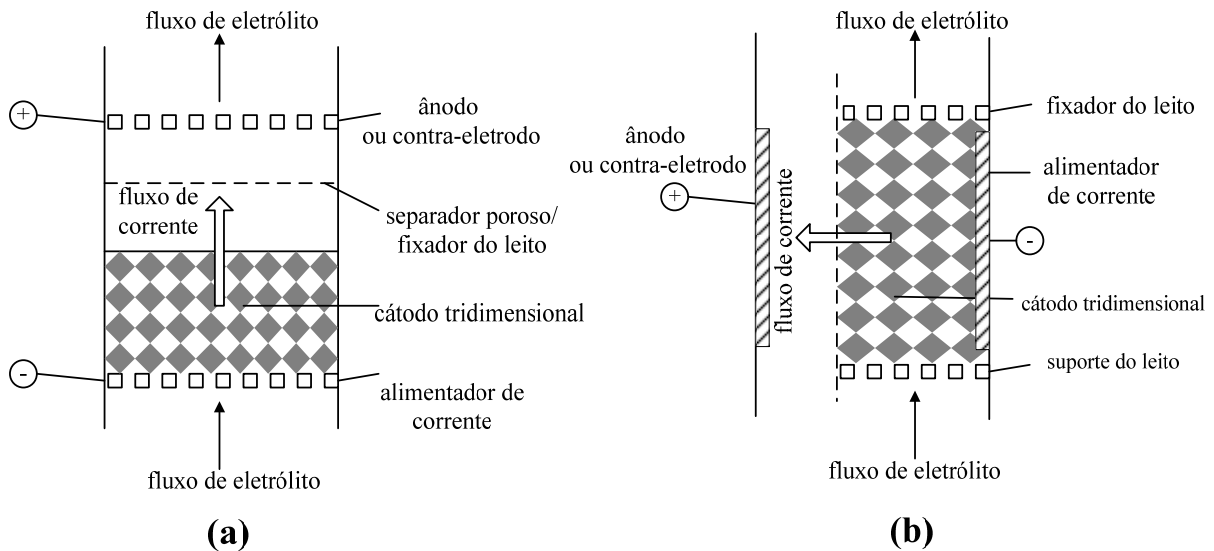 fluxo de eletrólito
+
ânodo
ou contra-eletrodo
fluxo de
corrente
separador poroso/
fixador do leito
cátodo tridimensional
-
alimentador de
corrente
fluxo de eletrólito
(a)
fluxo de eletrólito
fixador do leito
ânodo
ou contra-eletrodo
+
alimentador
de corrente
fluxo de corrente
-
cátodo tridimensional
suporte do leito
fluxo de eletrólito
(b)